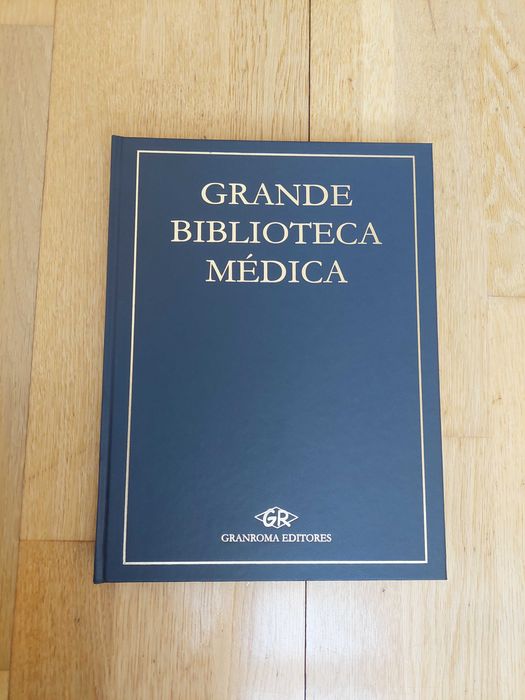 GRANDE
BIBLIOTECA
MÉDICA
GR
GRANROMA EDITORES